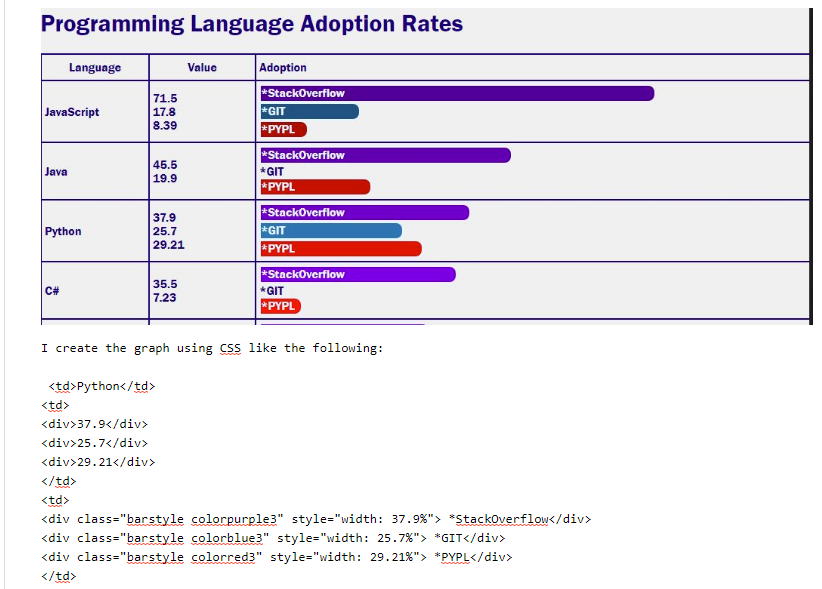 Programming Language Adoption Rates
Language Value Adoption
JavaScript
71.5
17.8
8.39
*StackOverflow
*GIT
*PYPL
Java
45.5
19.9
*StackOverflow
*GIT
*PYPL
Python
37.9
25.7
29.21
*StackOverflow
*GIT
*PYPL
C#
35.5
7.23
*StackOverflow
*GIT
*PYPL
I create the graph using CSS like the following:
<td>Python</td>
<td>
<div>37.9</div>
<div>25.7</div>
<div>29.21</div>
</td>
<td>
<div class="barstyle colorpurple3" style="width: 37.9%"> *StackOverflow</div>
<div class="barstyle colorblue3" style="width: 25.7%"> *GIT</div>
<div class="barstyle colorred3" style="width: 29.21%"> *PYPL</div>
</td>